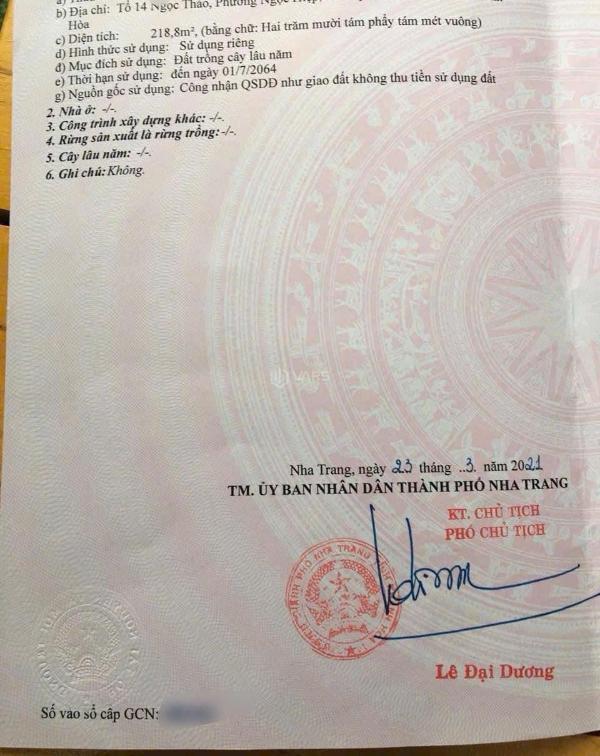 b) Địa chỉ: Tổ 14 Ngọc Thảo, Phường Ngọc
Hòa
c) Diện tích: 218,8m², (bằng chữ: Hai trăm mười tám phẩy tám mét vuông)
d) Hình thức sử dụng: Sử dụng riêng
đ) Mục đích sử dụng: Đất trồng cây lâu năm
e) Thời hạn sử dụng: đến ngày 01/7/2064
g) Nguồn gốc sử dụng: Công nhận QSDĐ như giao đất không thu tiền sử dụng đất
2. Nhà ở: -/-.
3. Công trình xây dựng khác: -/-.
4. Rừng sản xuất là rừng trồng: -/-.
5. Cây lâu năm: -/-.
6. Ghi chú: Không.
VARS
Nha Trang, ngày 23 tháng ..3. năm 2021
TM. ỦY BAN NHÂN DÂN THÀNH PHỐ NHA TRANG
KT. CHỦ TỊCH
PHÓ CHỦ TỊCH
Lê Đại Dương
Số vào sổ cấp GCN: